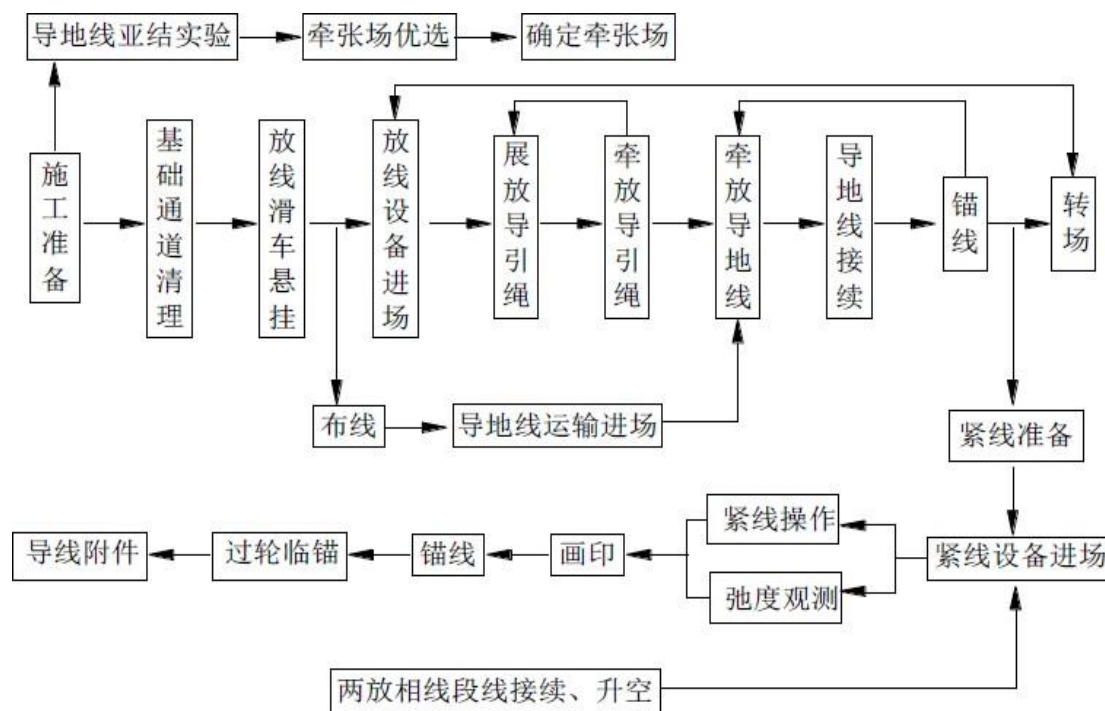 导地线亚结实验
牵张场优选
确定牵张场
施工准备
基础通道清理
放线滑车悬挂
放线设备进场
展放导引绳
牵放导引绳
牵放导地线
导地线接续
锚线
转场
布线
导地线运输进场
紧线准备
导线附件
过轮临锚
锚线
画印
紧线操作
弛度观测
紧线设备进场
两放相线段线接续、升空